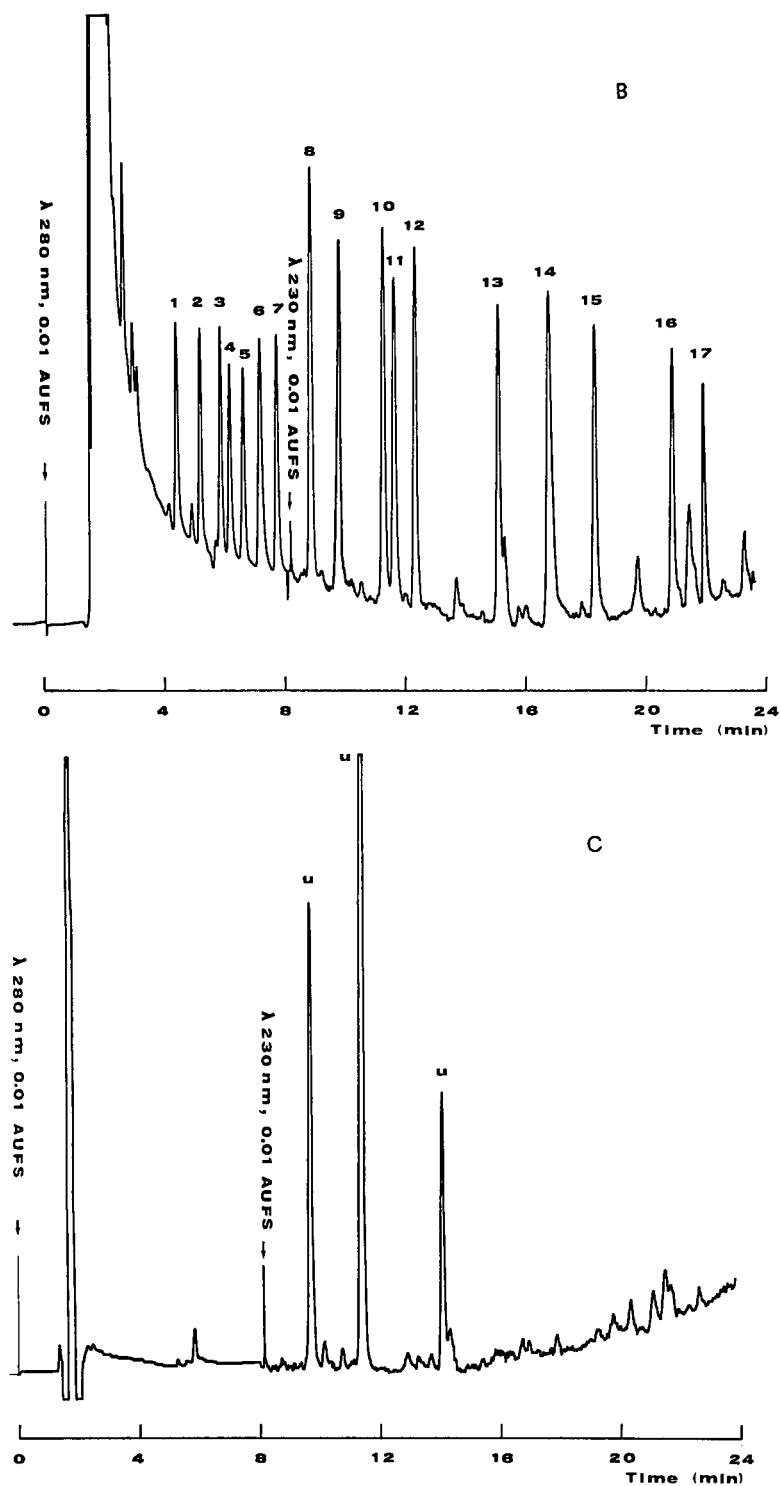 B
λ 280 nm, 0.01 AUFS
1
2
3
4
5
6
7
λ 230 nm, 0.01 AUFS
8
9
10
11
12
13
14
15
16
17
0 4 8 12 16 20 24
Time (min)
C
λ 280 nm, 0.01 AUFS
λ 230 nm, 0.01 AUFS
u
u
u
0 4 8 12 16 20 24
Time (min)